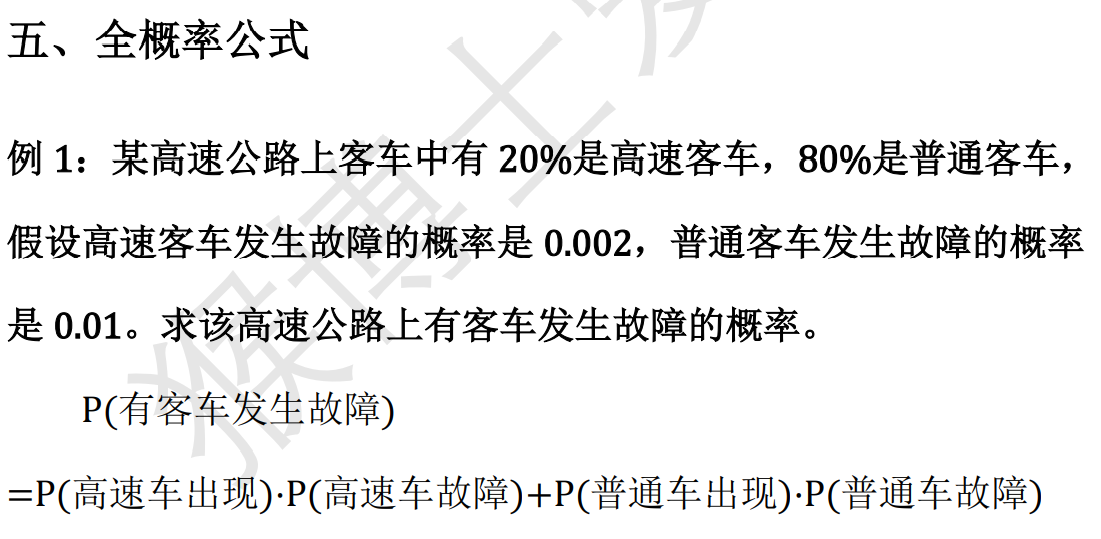 五、全概率公式
例 1：某高速公路上客车中有 20%是高速客车，80%是普通客车，
假设高速客车发生故障的概率是 0.002，普通客车发生故障的概率
是 0.01。求该高速公路上有客车发生故障的概率。
P(有客车发生故障)
=P(高速车出现)·P(高速车故障)+P(普通车出现)·P(普通车故障)
猴博士爱